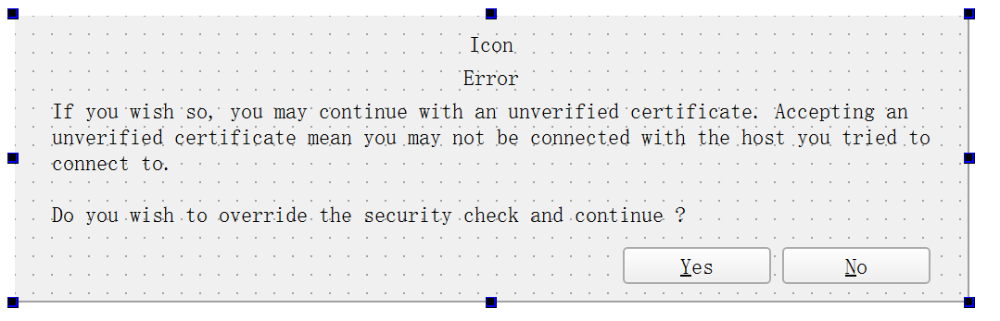 Icon
Error
If you wish so, you may continue with an unverified certificate. Accepting an
unverified certificate mean you may not be connected with the host you tried to
connect to.
Do you wish to override the security check and continue ?
Yes No